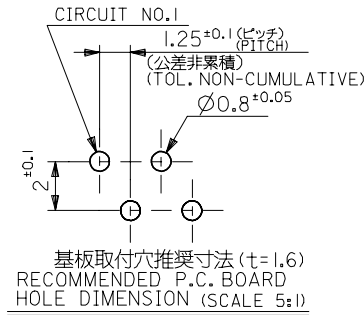 CIRCUIT NO.1
1.25±0.1(ピッチ)
(PITCH)
(公差非累積)
(TOL. NON-CUMULATIVE)
Ø0.8±0.05
2±0.1
基板取付穴推奨寸法(t=1.6)
RECOMMENDED P.C. BOARD
HOLE DIMENSION (SCALE 5:1)